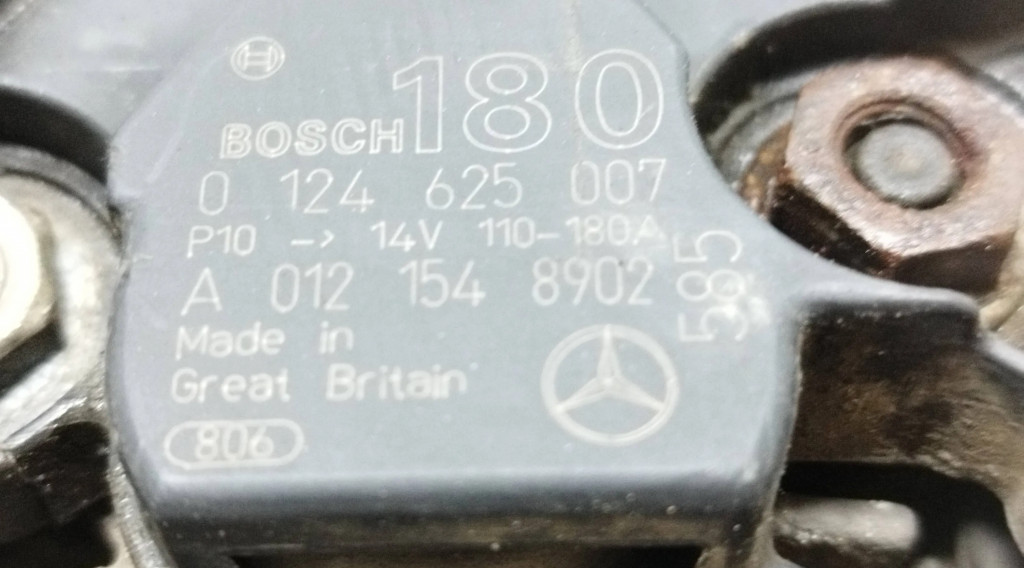 BOSCH 180
0 124 625 007
P10 -> 14V 110-180A
A 012 154 8902
585
Made in
Great Britain
806